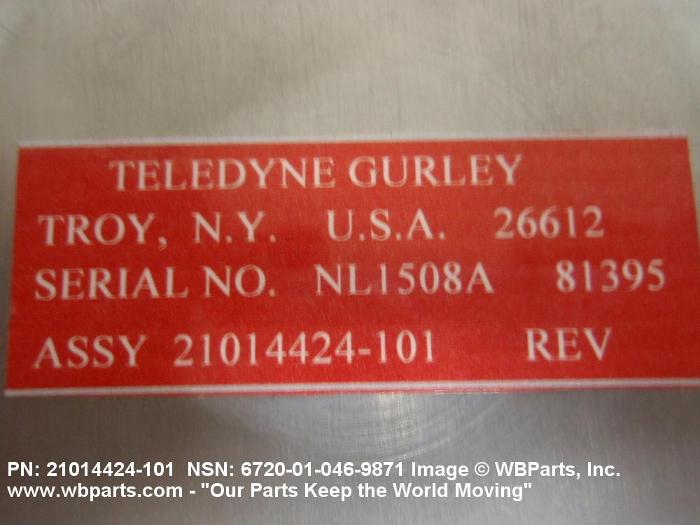 TELEDYNE GURLEY
TROY, N.Y. U.S.A. 26612
SERIAL NO. NL1508A 81395
ASSY 21014424-101 REV
PN: 21014424-101 NSN: 6720-01-046-9871 Image © WBParts, Inc.
www.wbparts.com - "Our Parts Keep the World Moving"